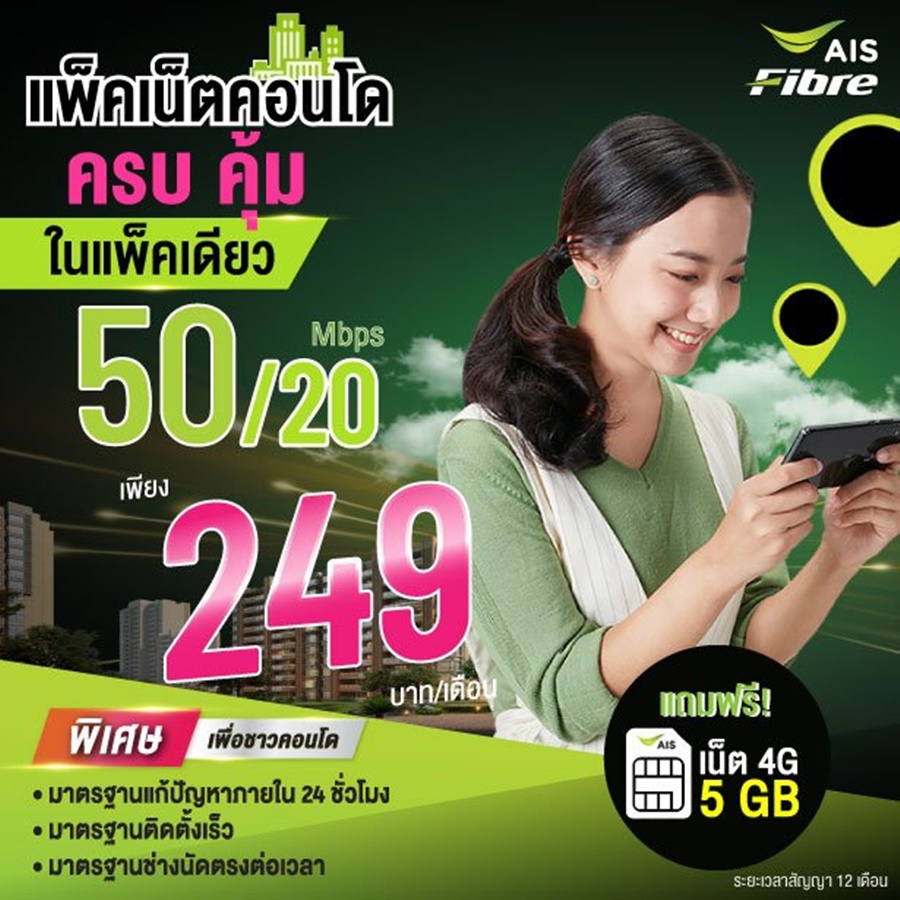 แพ็คเน็ตคอนโด
ครบ คุ้ม
ในแพ็คเดียว
AIS
Fibre
50/20 Mbps
เพียง
249
บาท/เดือน
พิเศษ เพื่อชาวคอนโด
• มาตรฐานแก้ปัญหาภายใน 24 ชั่วโมง
• มาตรฐานติดตั้งเร็ว
• มาตรฐานช่างนัดตรงต่อเวลา
แถมฟรี!
AIS
เน็ต 4G
5 GB
ระยะเวลาสัญญา 12 เดือน